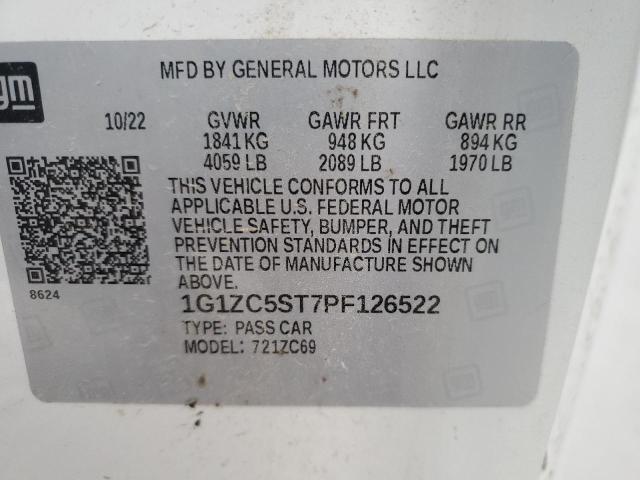 gm
MFD BY GENERAL MOTORS LLC
10/22 GVWR GAWR FRT GAWR RR
1841 KG 948 KG 894 KG
4059 LB 2089 LB 1970 LB
THIS VEHICLE CONFORMS TO ALL
APPLICABLE U.S. FEDERAL MOTOR
VEHICLE SAFETY, BUMPER, AND THEFT
PREVENTION STANDARDS IN EFFECT ON
THE DATE OF MANUFACTURE SHOWN
ABOVE.
8624
1G1ZC5ST7PF126522
TYPE: PASS CAR
MODEL: 721ZC69